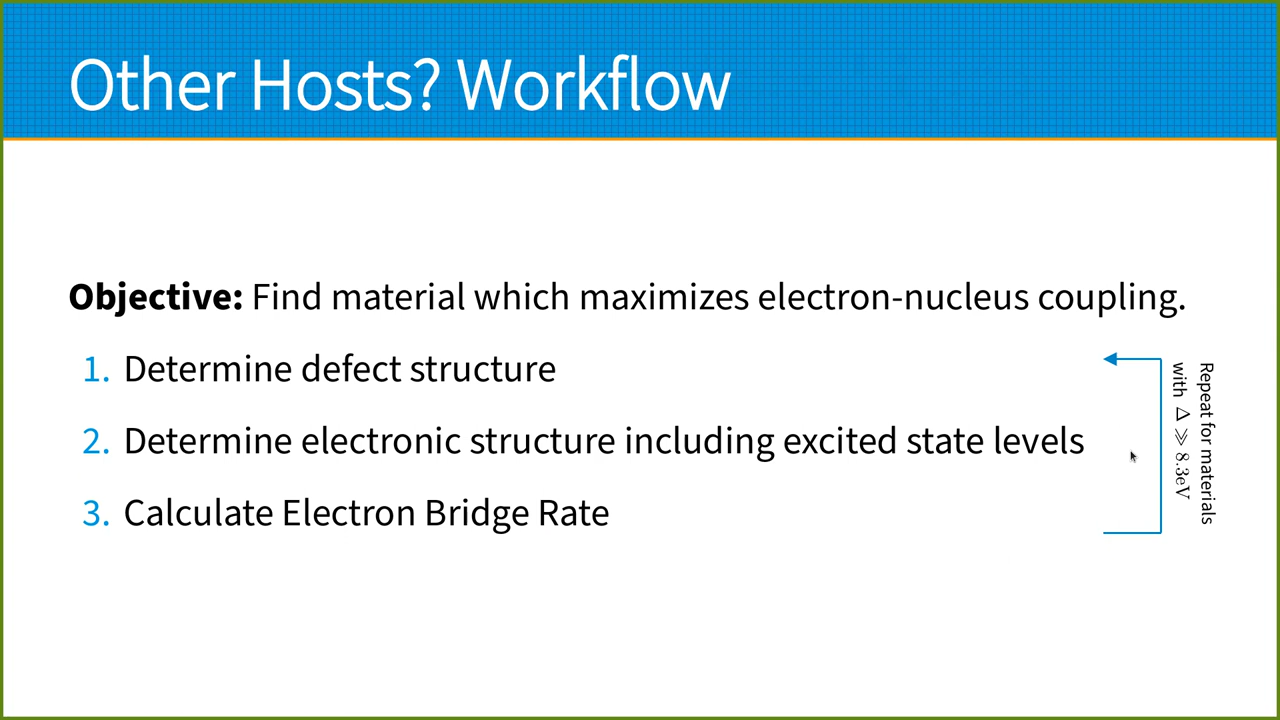 Other Hosts? Workflow
Objective: Find material which maximizes electron-nucleus coupling.
1. Determine defect structure
2. Determine electronic structure including excited state levels
3. Calculate Electron Bridge Rate
Repeat for materials
with Δ ≫ 8.3eV